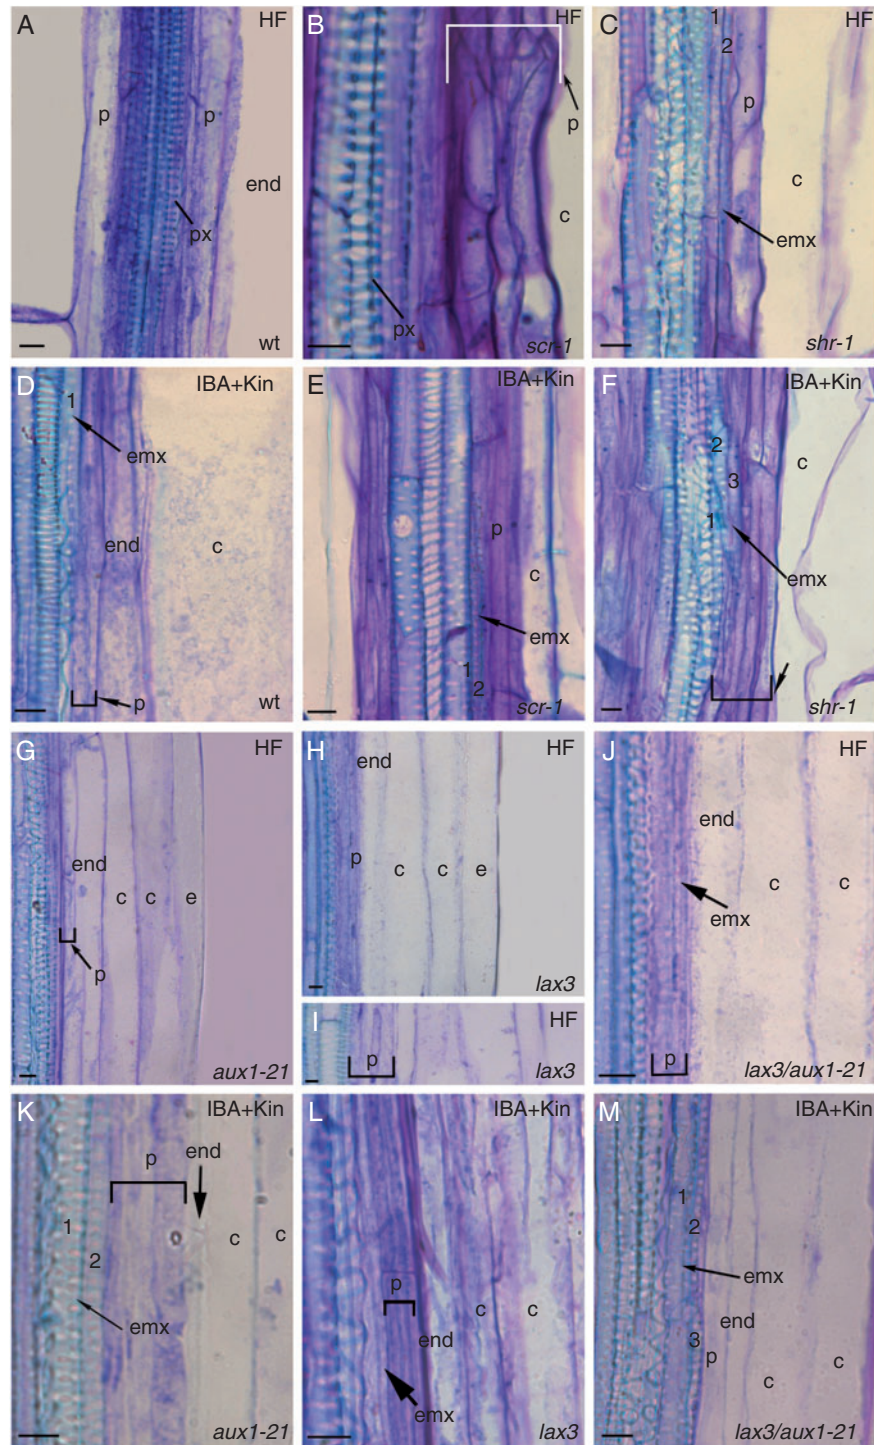 A HF
p p
end
px
wt
B HF
p
c
px
scr-1
C 1 HF
2
p
c
emx
shr-1
D IBA+Kin
1
emx
end c
p
wt
E IBA+Kin
p
c
emx
1
2
scr-1
F IBA+Kin
2 c
3
1
emx
shr-1
G HF
end
c c e
p
aux1-21
H HF
end
p c c e
lax3
I HF
p
lax3
J HF
end
c c
emx
p
lax3/aux1-21
K IBA+Kin
end
p
1 c c
2
emx
aux1-21
L IBA+Kin
p
c c
end
emx
lax3
M IBA+Kin
1
2
emx
3 end
p
c c
lax3/aux1-21